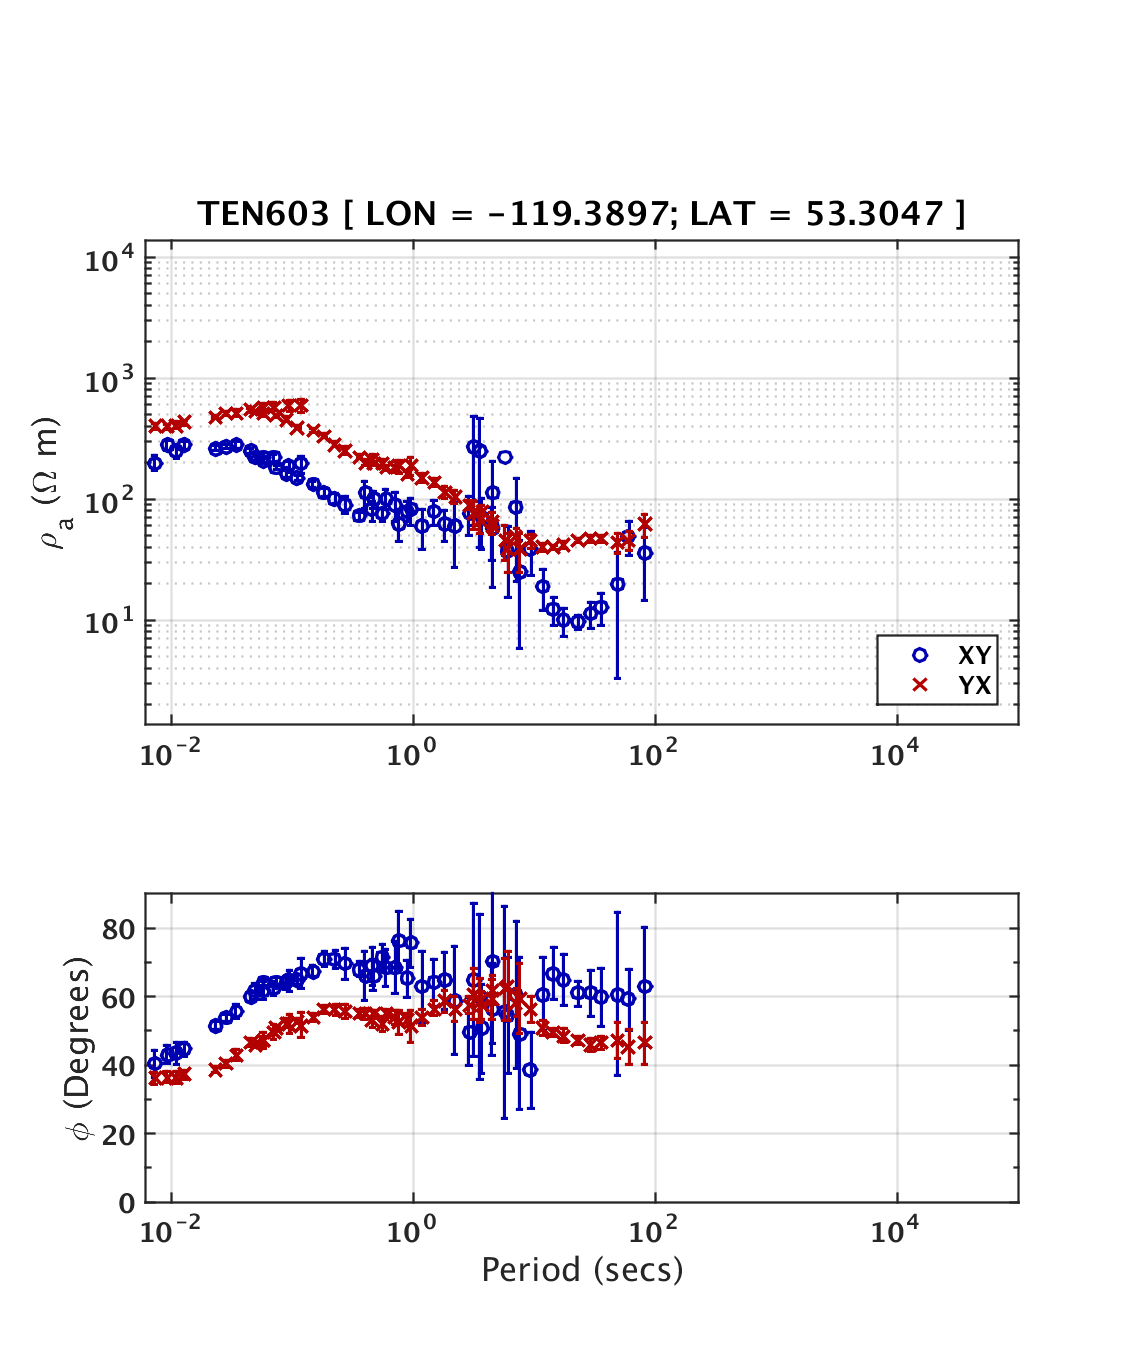 TEN603 [ LON = -119.3897; LAT = 53.3047 ]
10^4
10^3
10^2
10^1
ρ_a (Ω m)
XY
YX
10^-2 10^0 10^2 10^4
80
60
40
20
0
ϕ (Degrees)
10^-2 10^0 10^2 10^4
Period (secs)